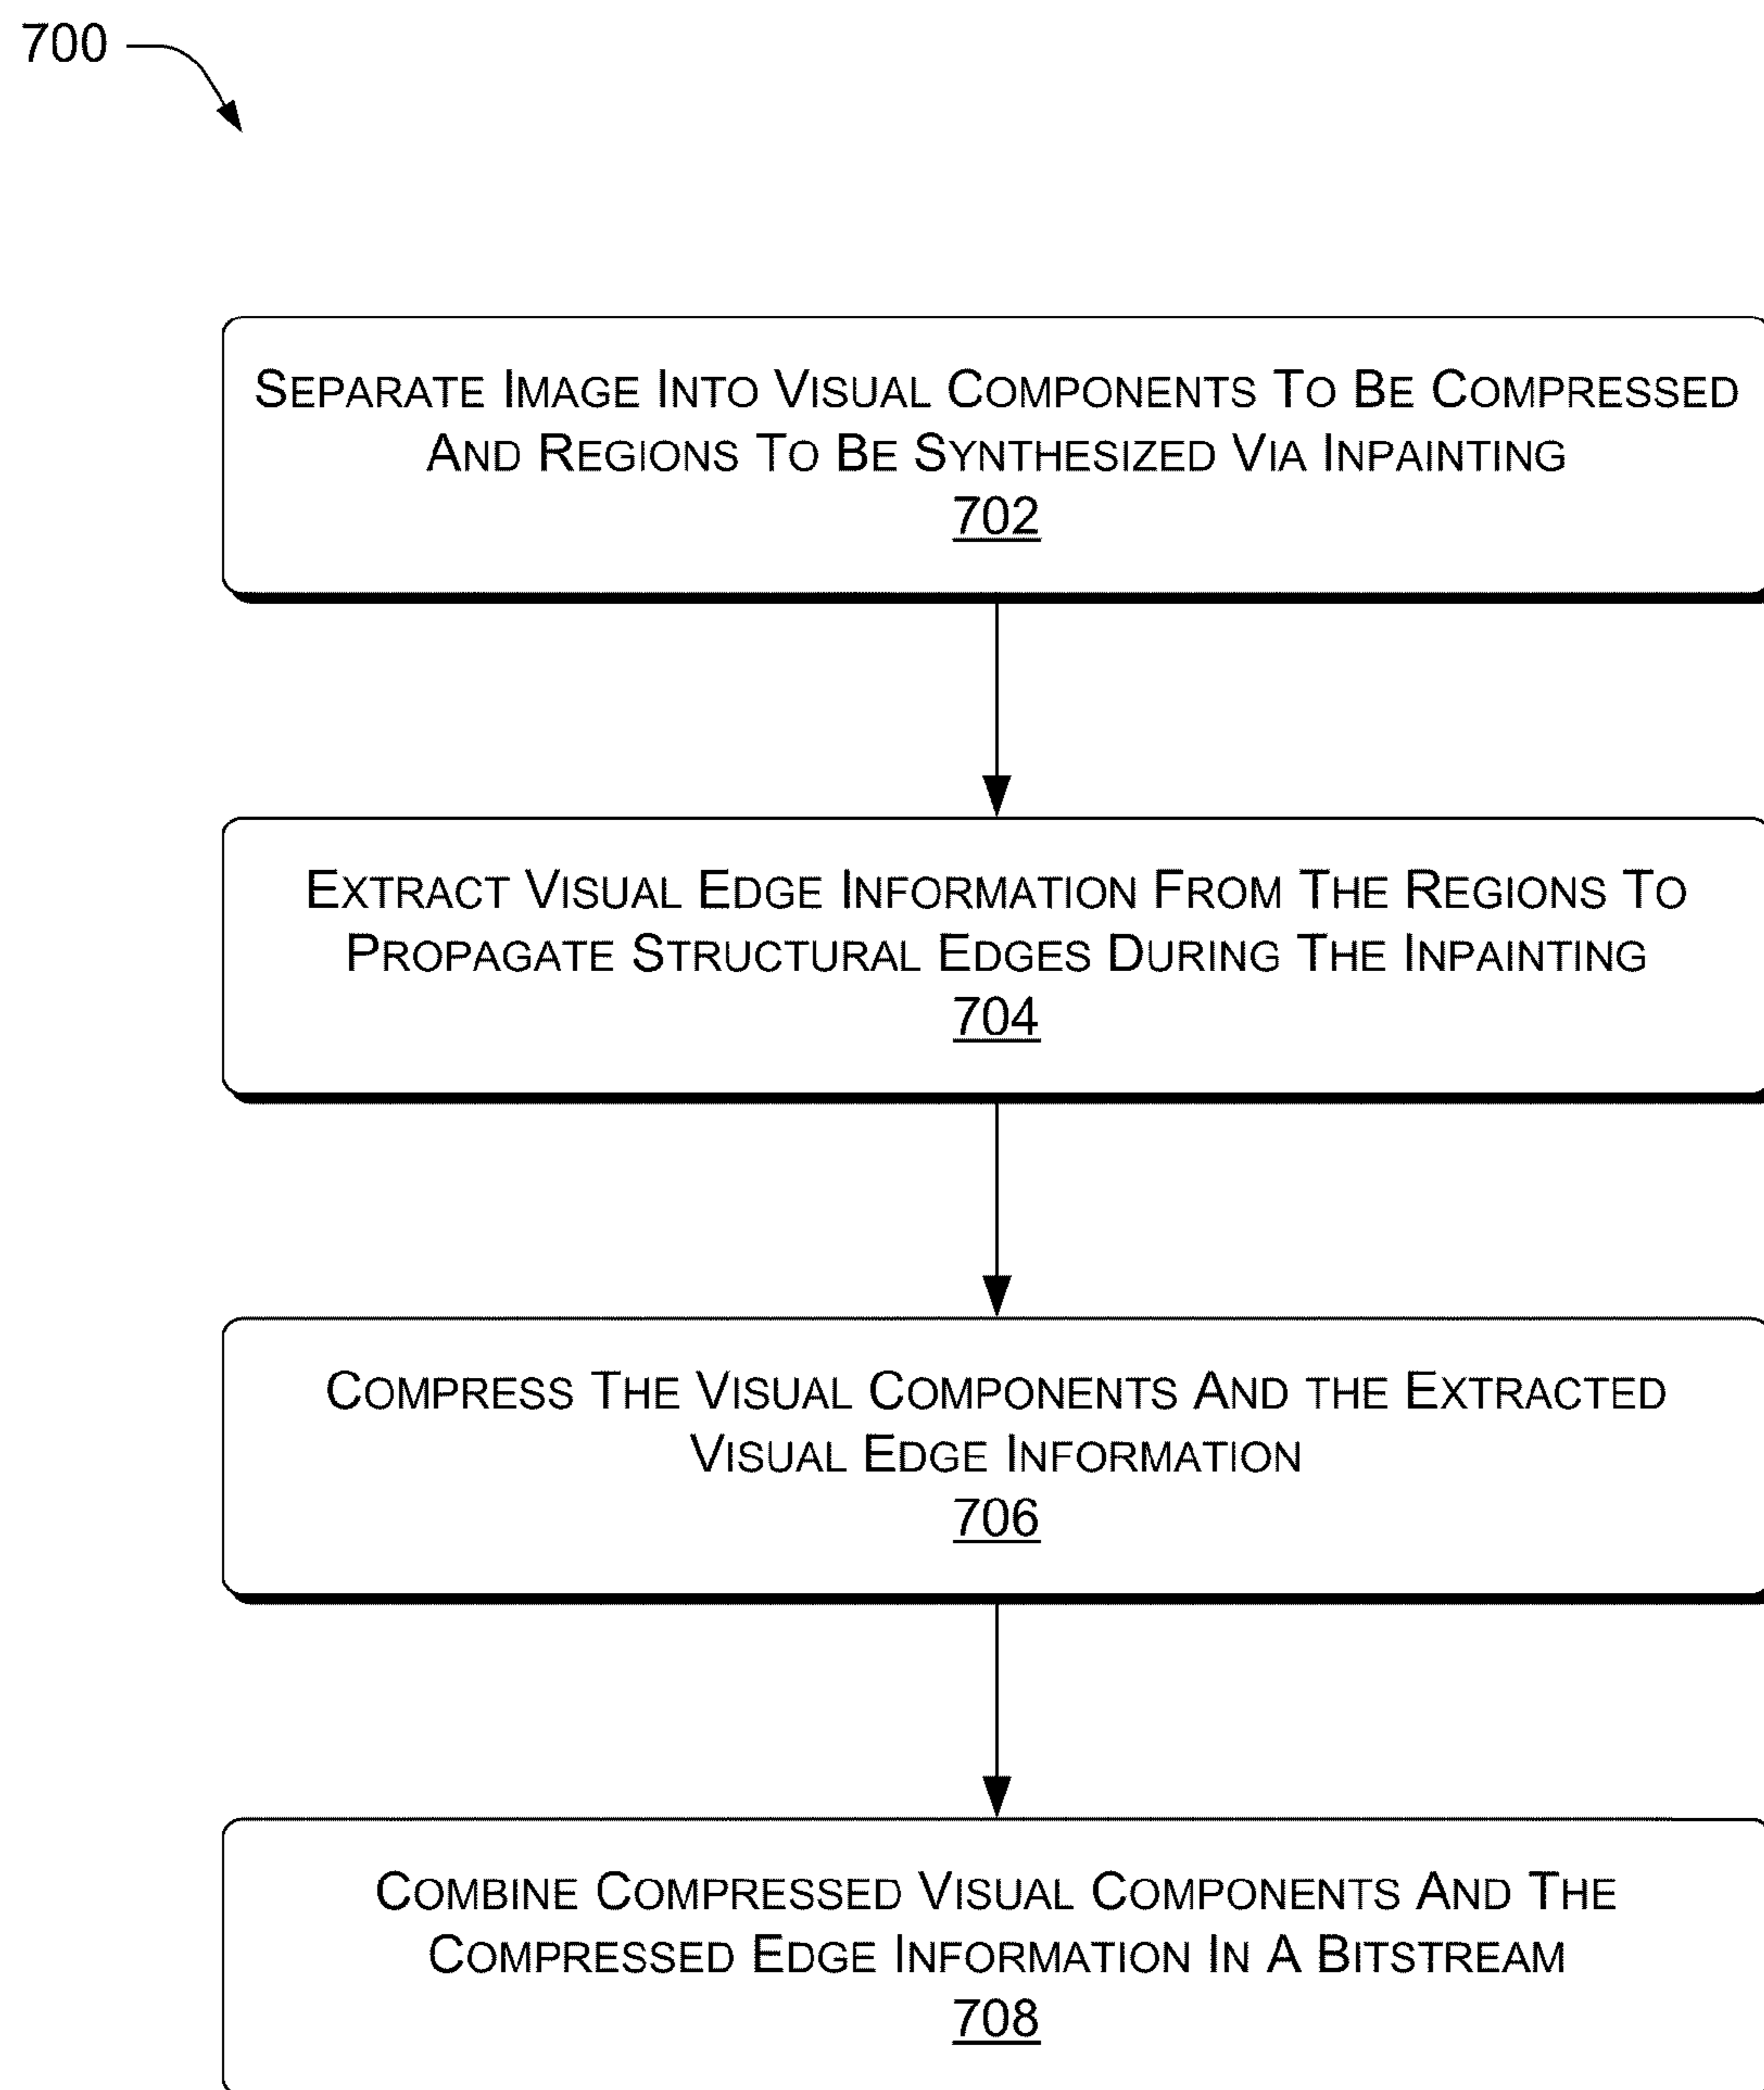 700
SEPARATE IMAGE INTO VISUAL COMPONENTS TO BE COMPRESSED
AND REGIONS TO BE SYNTHESIZED VIA INPAINTING
702
EXTRACT VISUAL EDGE INFORMATION FROM THE REGIONS TO
PROPAGATE STRUCTURAL EDGES DURING THE INPAINTING
704
COMPRESS THE VISUAL COMPONENTS AND THE EXTRACTED
VISUAL EDGE INFORMATION
706
COMBINE COMPRESSED VISUAL COMPONENTS AND THE
COMPRESSED EDGE INFORMATION IN A BITSTREAM
708